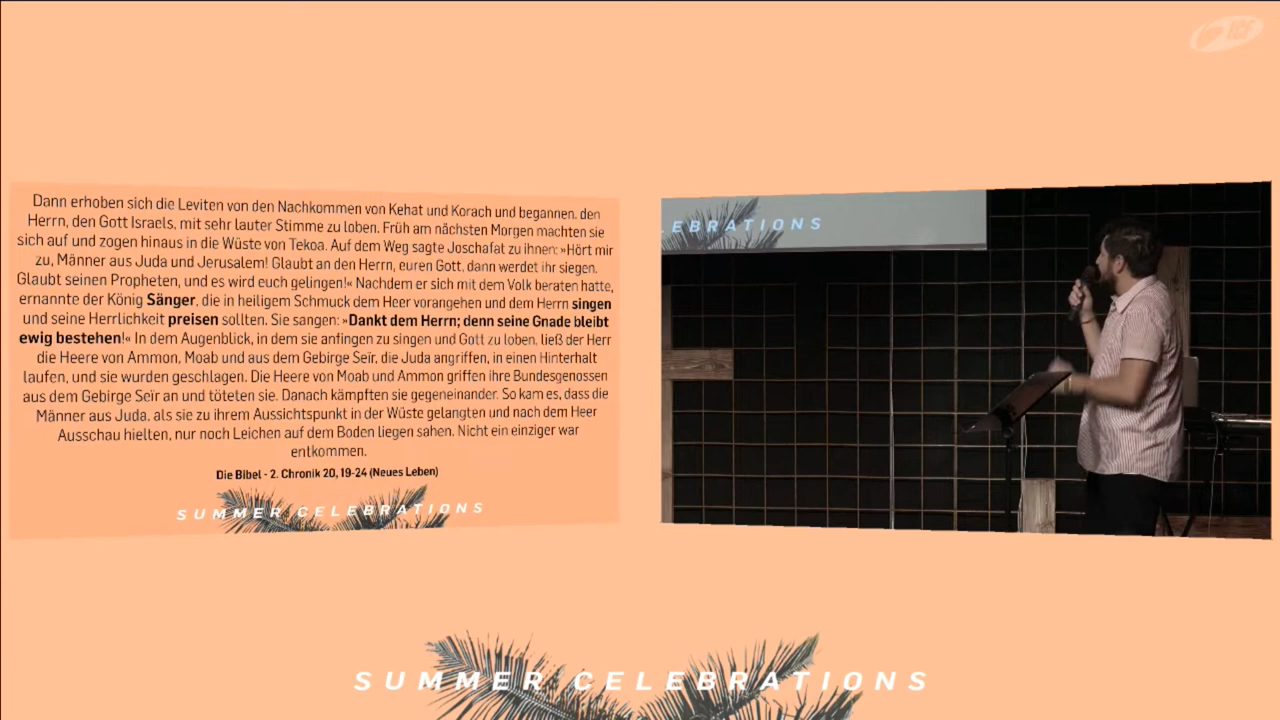 ICF
Dann erhoben sich die Leviten von den Nachkommen von Kehat und Korach und begannen, den
Herrn, den Gott Israels, mit sehr lauter Stimme zu loben. Früh am nächsten Morgen machten sie
sich auf und zogen hinaus in die Wüste von Tekoa. Auf dem Weg sagte Joschafat zu ihnen: »Hört mir
zu, Männer aus Juda und Jerusalem! Glaubt an den Herrn, euren Gott, dann werdet ihr siegen.
Glaubt seinen Propheten, und es wird euch gelingen!« Nachdem er sich mit dem Volk beraten hatte,
ernannte der König Sänger, die in heiligem Schmuck dem Heer vorangehen und dem Herrn singen
und seine Herrlichkeit preisen sollten. Sie sangen: »Dankt dem Herrn; denn seine Gnade bleibt
ewig bestehen!« In dem Augenblick, in dem sie anfingen zu singen und Gott zu loben, ließ der Herr
die Heere von Ammon, Moab und aus dem Gebirge Seïr, die Juda angriffen, in einen Hinterhalt
laufen, und sie wurden geschlagen. Die Heere von Moab und Ammon griffen ihre Bundesgenossen
aus dem Gebirge Seïr an und töteten sie. Danach kämpften sie gegeneinander. So kam es, dass die
Männer aus Juda, als sie zu ihrem Aussichtspunkt in der Wüste gelangten und nach dem Heer
Ausschau hielten, nur noch Leichen auf dem Boden liegen sahen. Nicht ein einziger war
entkommen.
Die Bibel - 2. Chronik 20, 19-24 (Neues Leben)
SUMMER CELEBRATIONS
EBRATIONS
SUMMER CELEBRATIONS